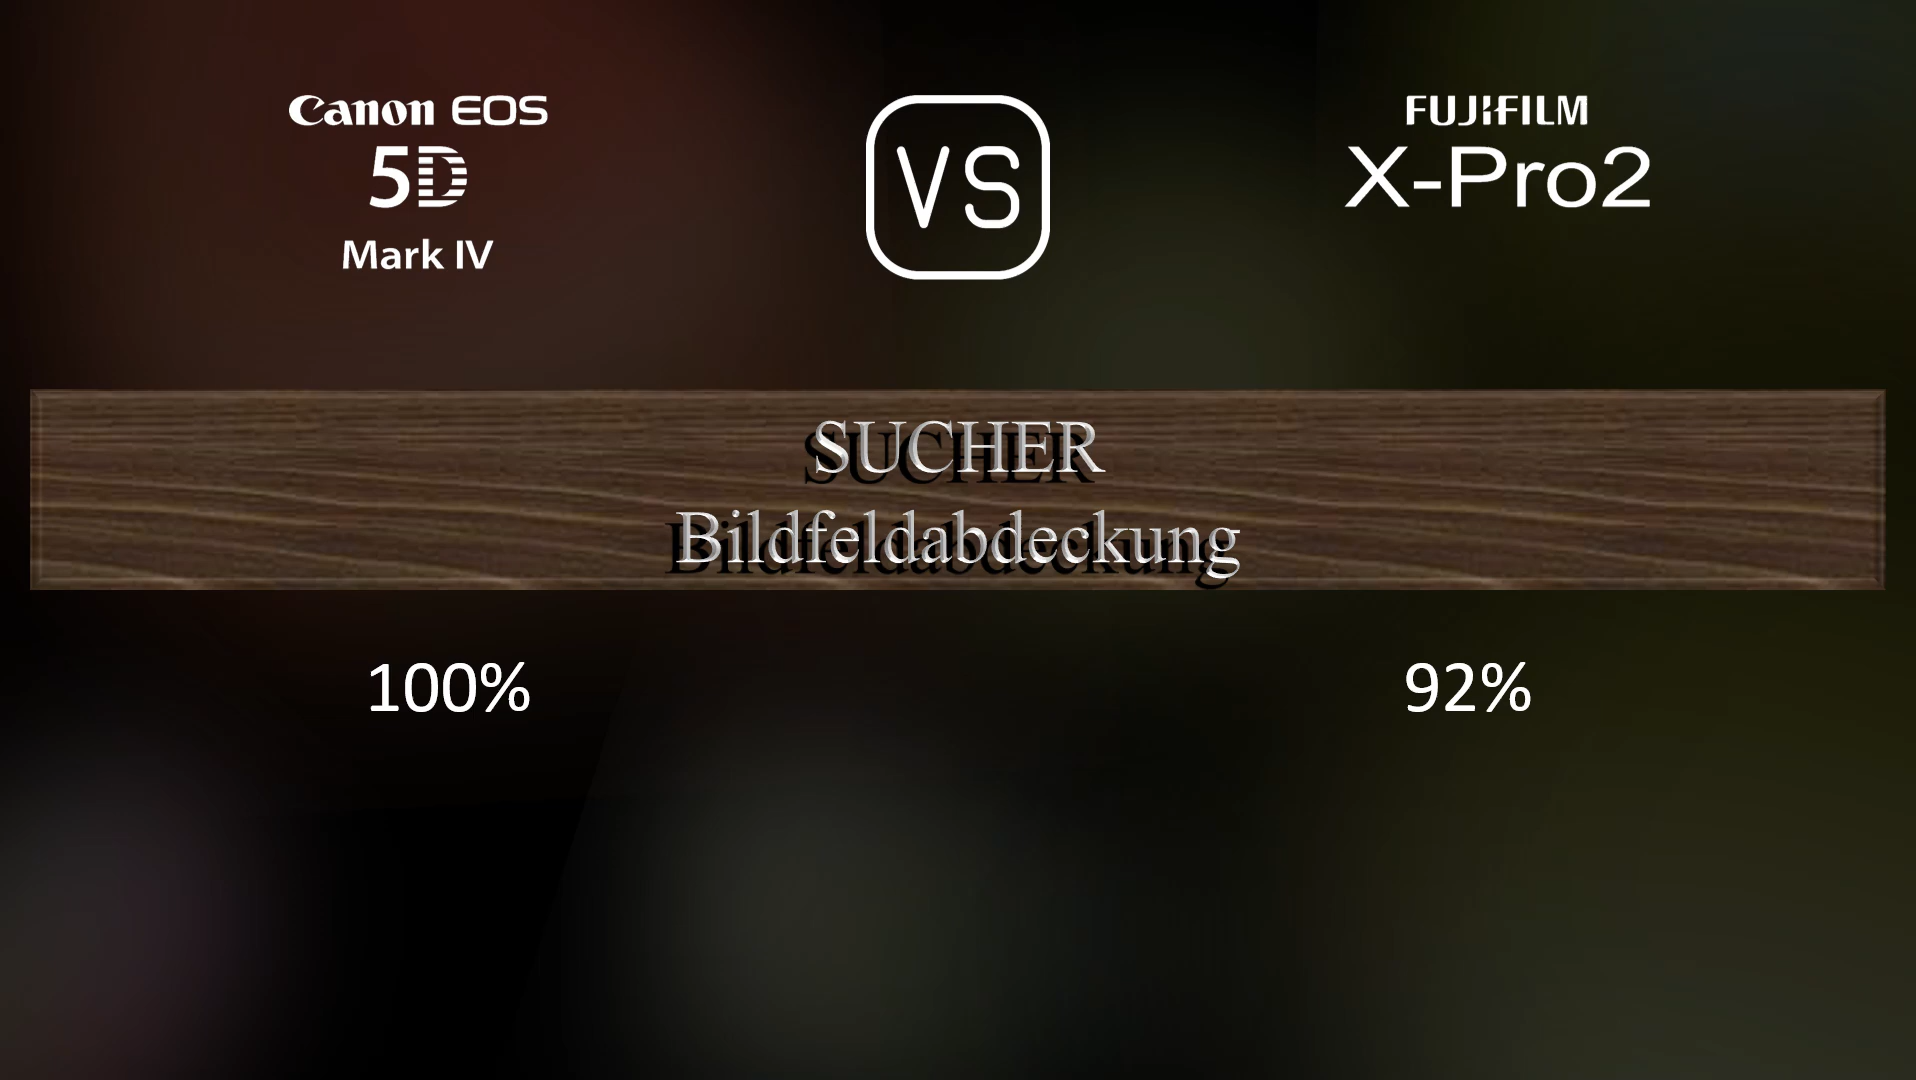 Canon EOS
5D
Mark IV
VS
FUJIFILM
X-Pro2
SUCHER
Bildfeldabdeckung
100%
92%